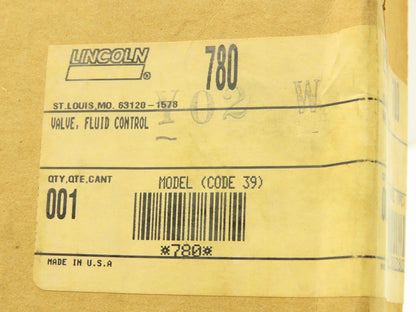 LINCOLN ®
780
Y02 W
ST.LOUIS,MO. 63120-1578
VALVE, FLUID CONTROL
QTY,QTE,CANT
MODEL (CODE 39)
001
*780*
MADE IN U.S.A